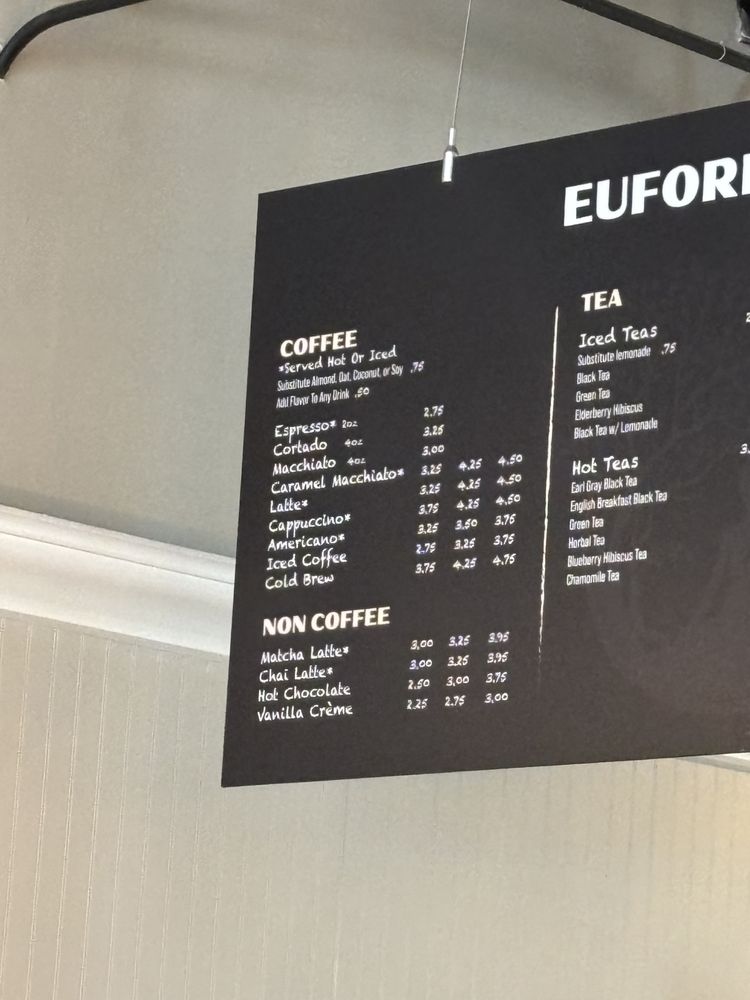 EUFORI
COFFEE
*Served Hot Or Iced
Substitute Almond, Oat, Coconut, or Soy .75
Add Flavor To Any Drink .50
Espresso* 2oz 2.75
Cortado 4oz 3.25
Macchiato 4oz 3.00
Caramel Macchiato* 3.25 4.25 4.50
Latte* 3.25 4.25 4.50
Cappuccino* 3.75 4.25 4.50
Americano* 3.25 3.50 3.75
Iced Coffee 2.75 3.25 3.75
Cold Brew 3.75 4.25 4.75
NON COFFEE
Matcha Latte* 3.00 3.25 3.95
Chai Latte* 3.00 3.25 3.95
Hot Chocolate 2.50 3.00 3.75
Vanilla Crème 2.25 2.75 3.00
TEA
Iced Teas
Substitute lemonade .75
Black Tea
Green Tea
Elderberry Hibiscus
Black Tea w/ Lemonade
Hot Teas
Earl Gray Black Tea
English Breakfast Black Tea
Green Tea
Herbal Tea
Blueberry Hibiscus Tea
Chamomile Tea